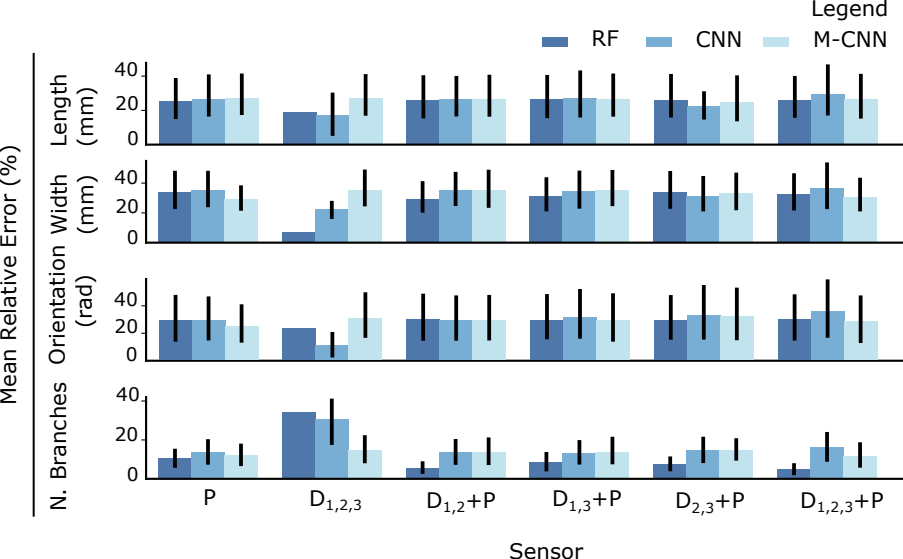 Legend
RF CNN M-CNN
Mean Relative Error (%)
Length
(mm)
40
20
0
Width
(mm)
40
20
0
Orientation
(rad)
40
20
0
N. Branches
40
20
0
P D1,2,3 D1,2+P D1,3+P D2,3+P D1,2,3+P
Sensor